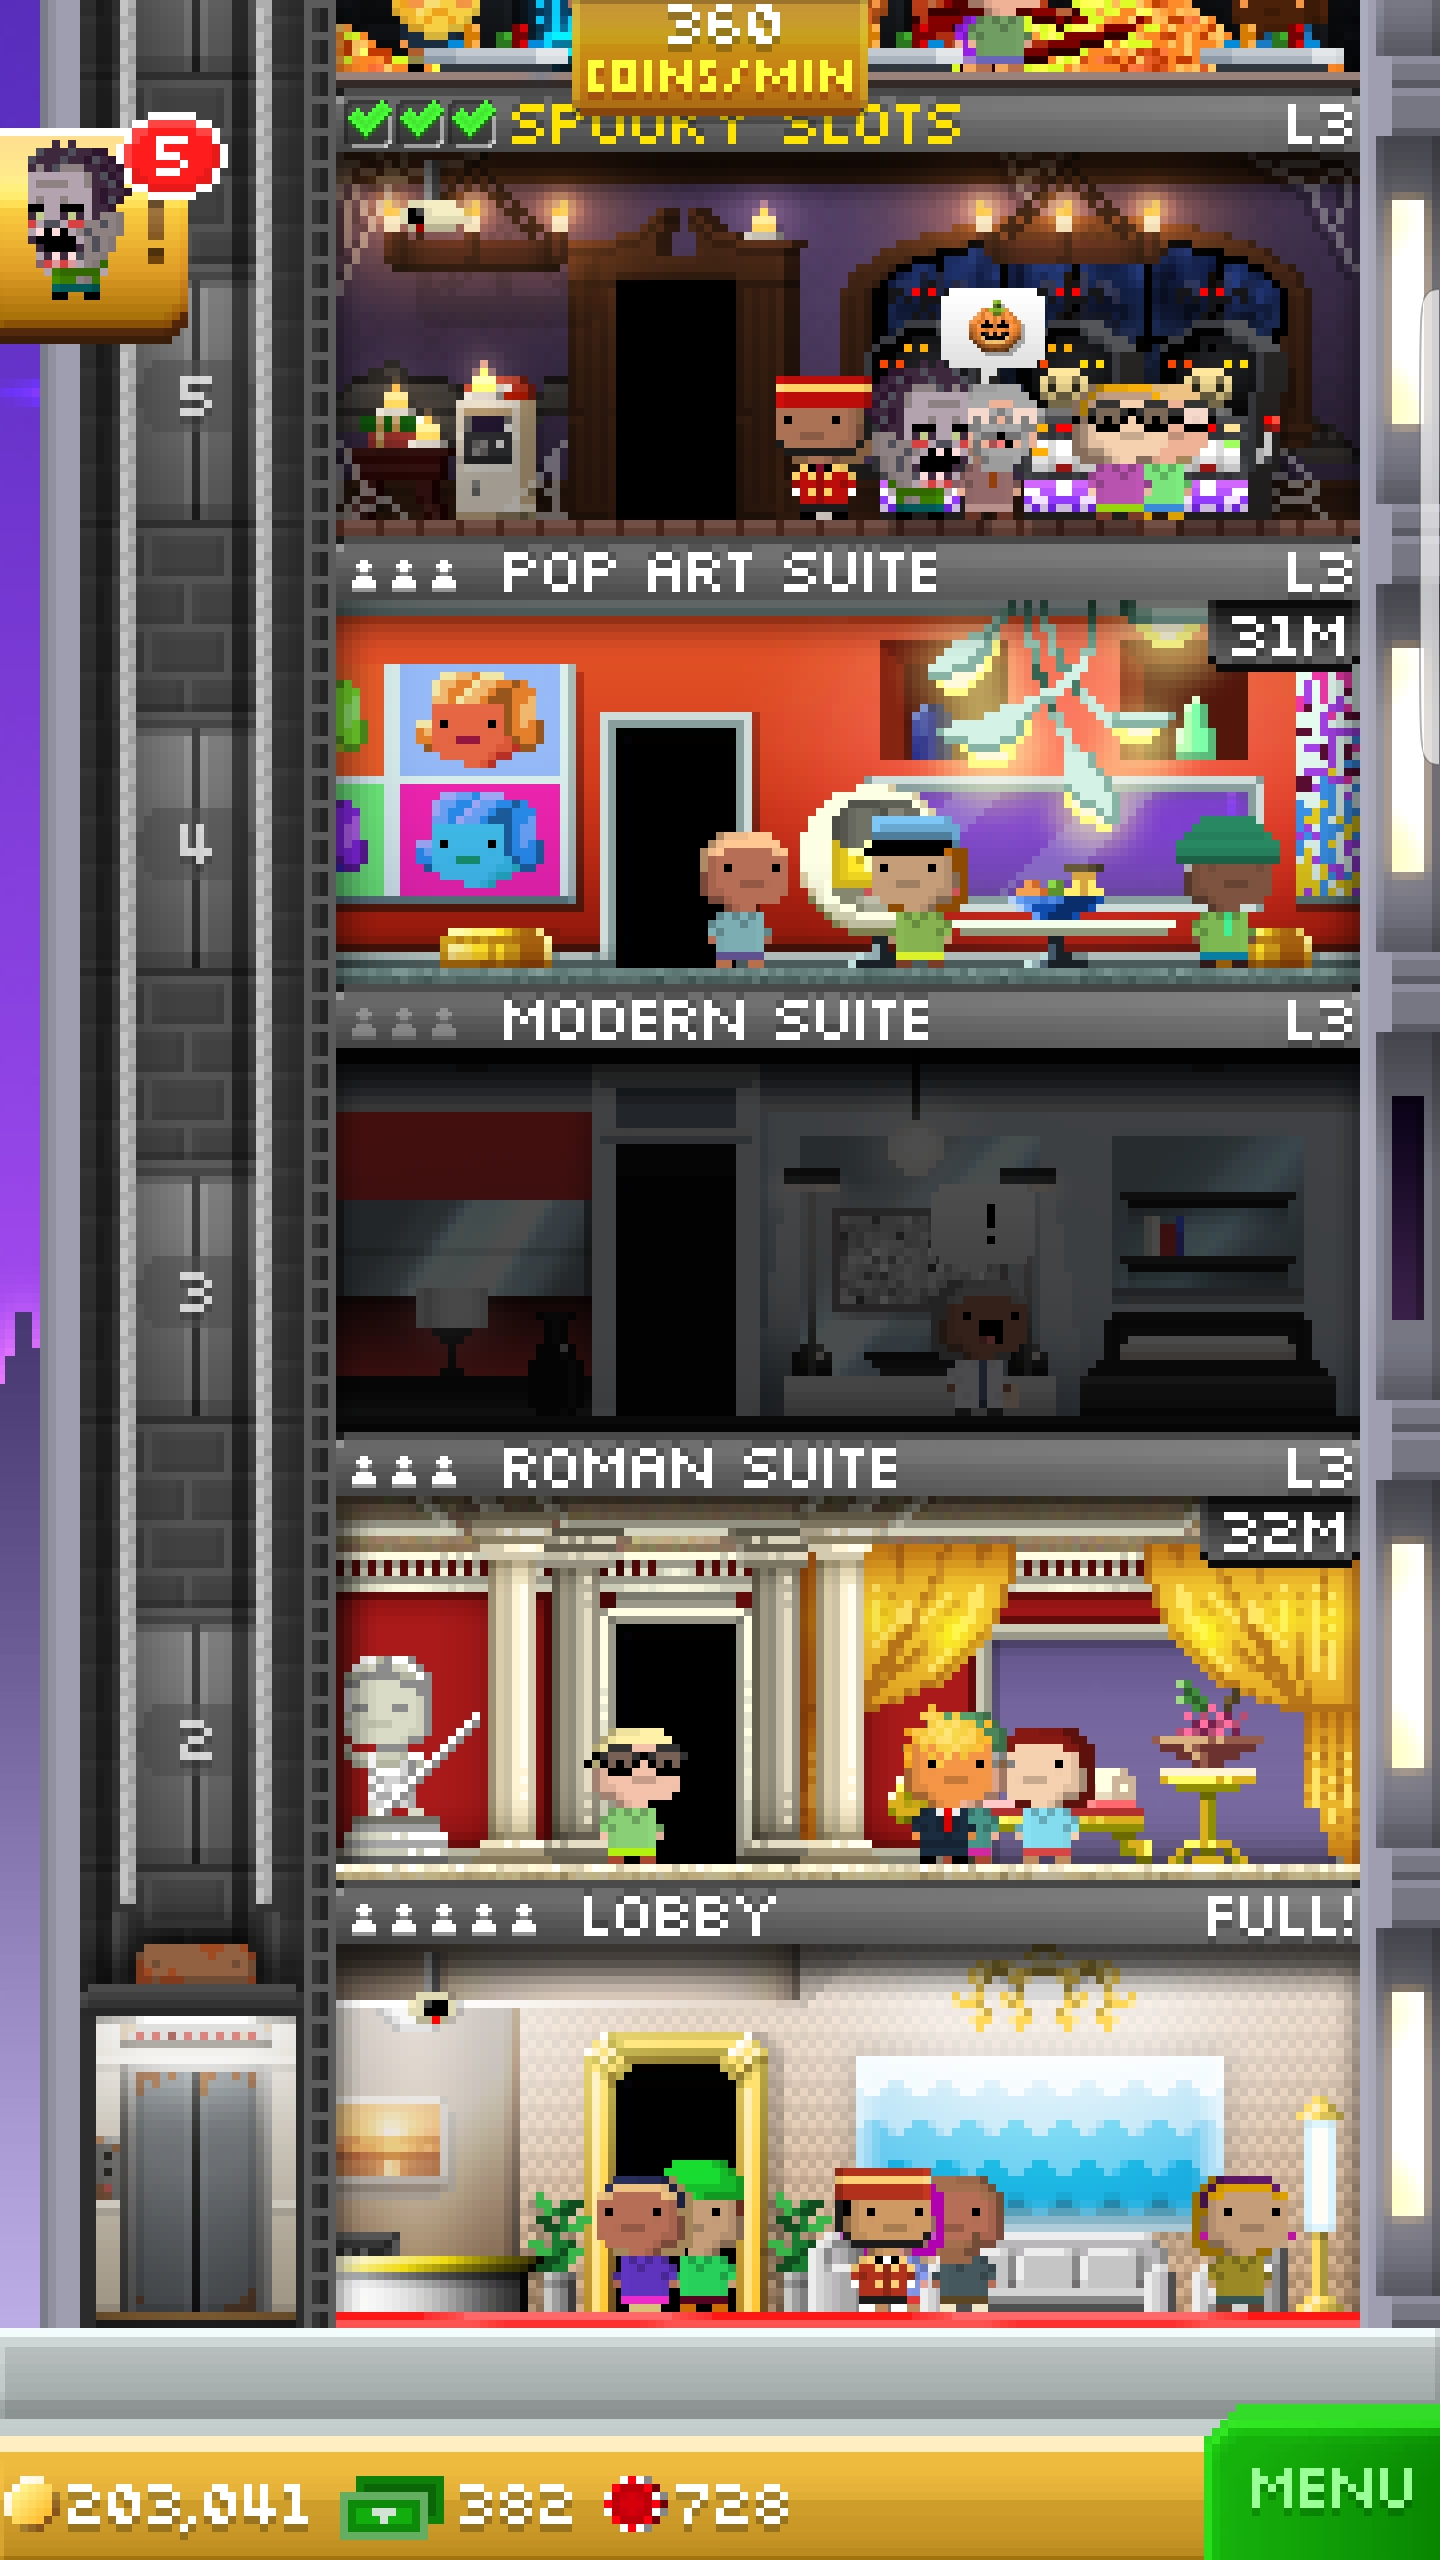 360
COINS/MIN
SPOOKY SLOTS L3
5
!
5
POP ART SUITE L3
31M
4
MODERN SUITE L3
!
3
ROMAN SUITE L3
32M
2
LOBBY FULL!
203,041 382 728
MENU